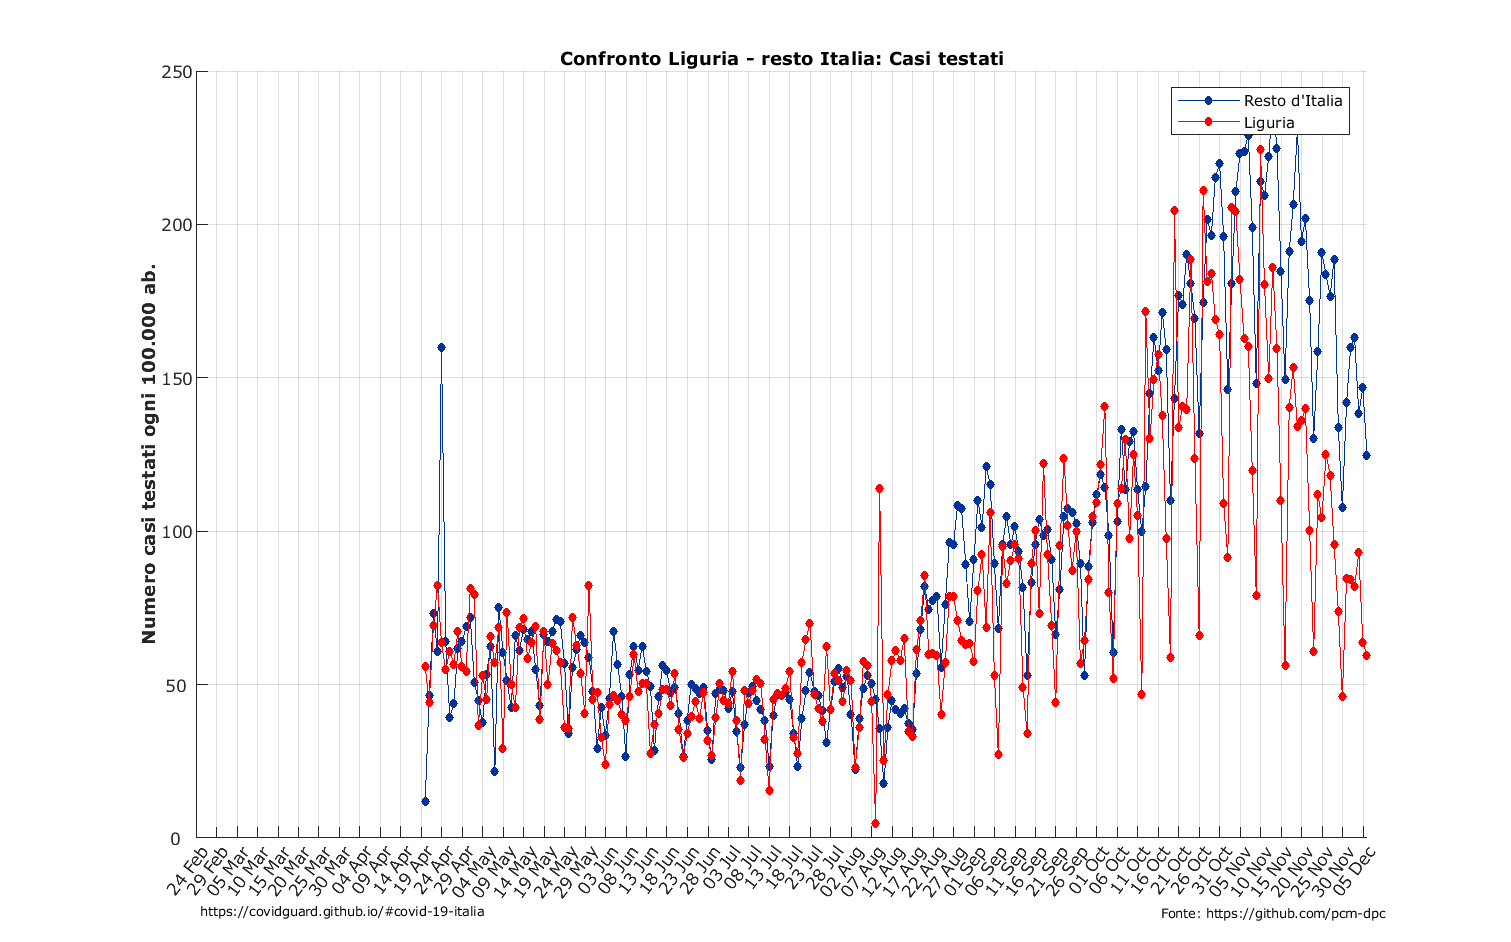 Confronto Liguria - resto Italia: Casi testati
Numero casi testati ogni 100.000 ab.
250
200
150
100
50
0
Resto d'Italia
Liguria
24 Feb
29 Feb
05 Mar
10 Mar
15 Mar
20 Mar
25 Mar
30 Mar
04 Apr
09 Apr
14 Apr
19 Apr
24 Apr
29 Apr
04 May
09 May
14 May
19 May
24 May
29 May
03 Jun
08 Jun
13 Jun
18 Jun
23 Jun
28 Jun
03 Jul
08 Jul
13 Jul
18 Jul
23 Jul
28 Jul
02 Aug
07 Aug
12 Aug
17 Aug
22 Aug
27 Aug
01 Sep
06 Sep
11 Sep
16 Sep
21 Sep
26 Sep
01 Oct
06 Oct
11 Oct
16 Oct
21 Oct
26 Oct
31 Oct
05 Nov
10 Nov
15 Nov
20 Nov
25 Nov
30 Nov
05 Dec
https://covidguard.github.io/#covid-19-italia
Fonte: https://github.com/pcm-dpc